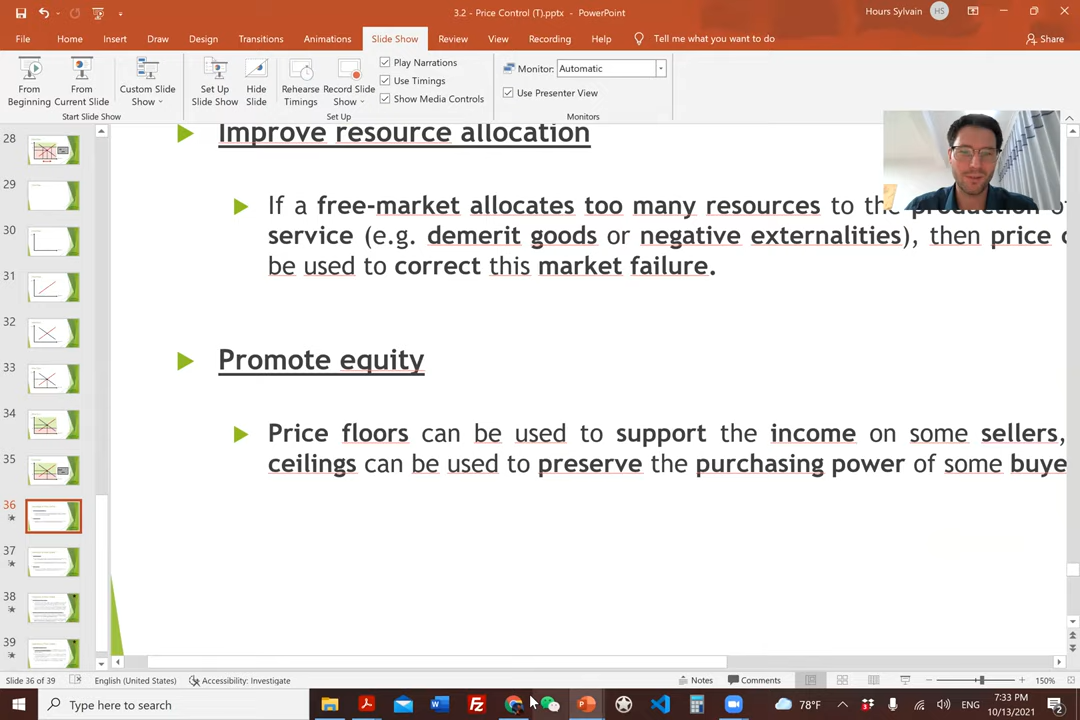 3.2 - Price Control (T).pptx - PowerPoint
Hours Sylvain
HS
File Home Insert Draw Design Transitions Animations Slide Show Review View Recording Help Tell me what you want to do
Share
From Beginning
From Current Slide
Custom Slide Show
Set Up Slide Show
Hide Slide
Rehearse Timings
Record Slide Show
Play Narrations
Use Timings
Show Media Controls
Monitor: Automatic
Use Presenter View
Start Slide Show
Set Up
Monitors
28
29
30
31
32
33
34
35
36
37
38
39
Improve resource allocation
If a free-market allocates too many resources to the production o
service (e.g. demerit goods or negative externalities), then price c
be used to correct this market failure.
Promote equity
Price floors can be used to support the income on some sellers,
ceilings can be used to preserve the purchasing power of some buye
Slide 36 of 39
English (United States)
Accessibility: Investigate
Notes
Comments
150%
Type here to search
78°F
ENG
7:33 PM
10/13/2021
2